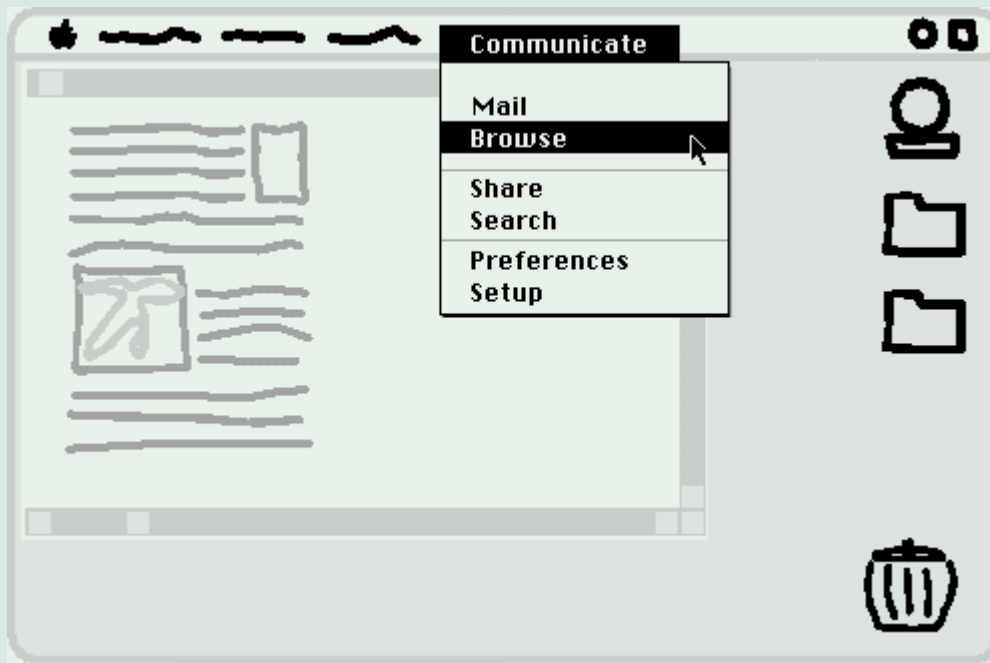 Communicate
Mail
Browse
Share
Search
Preferences
Setup